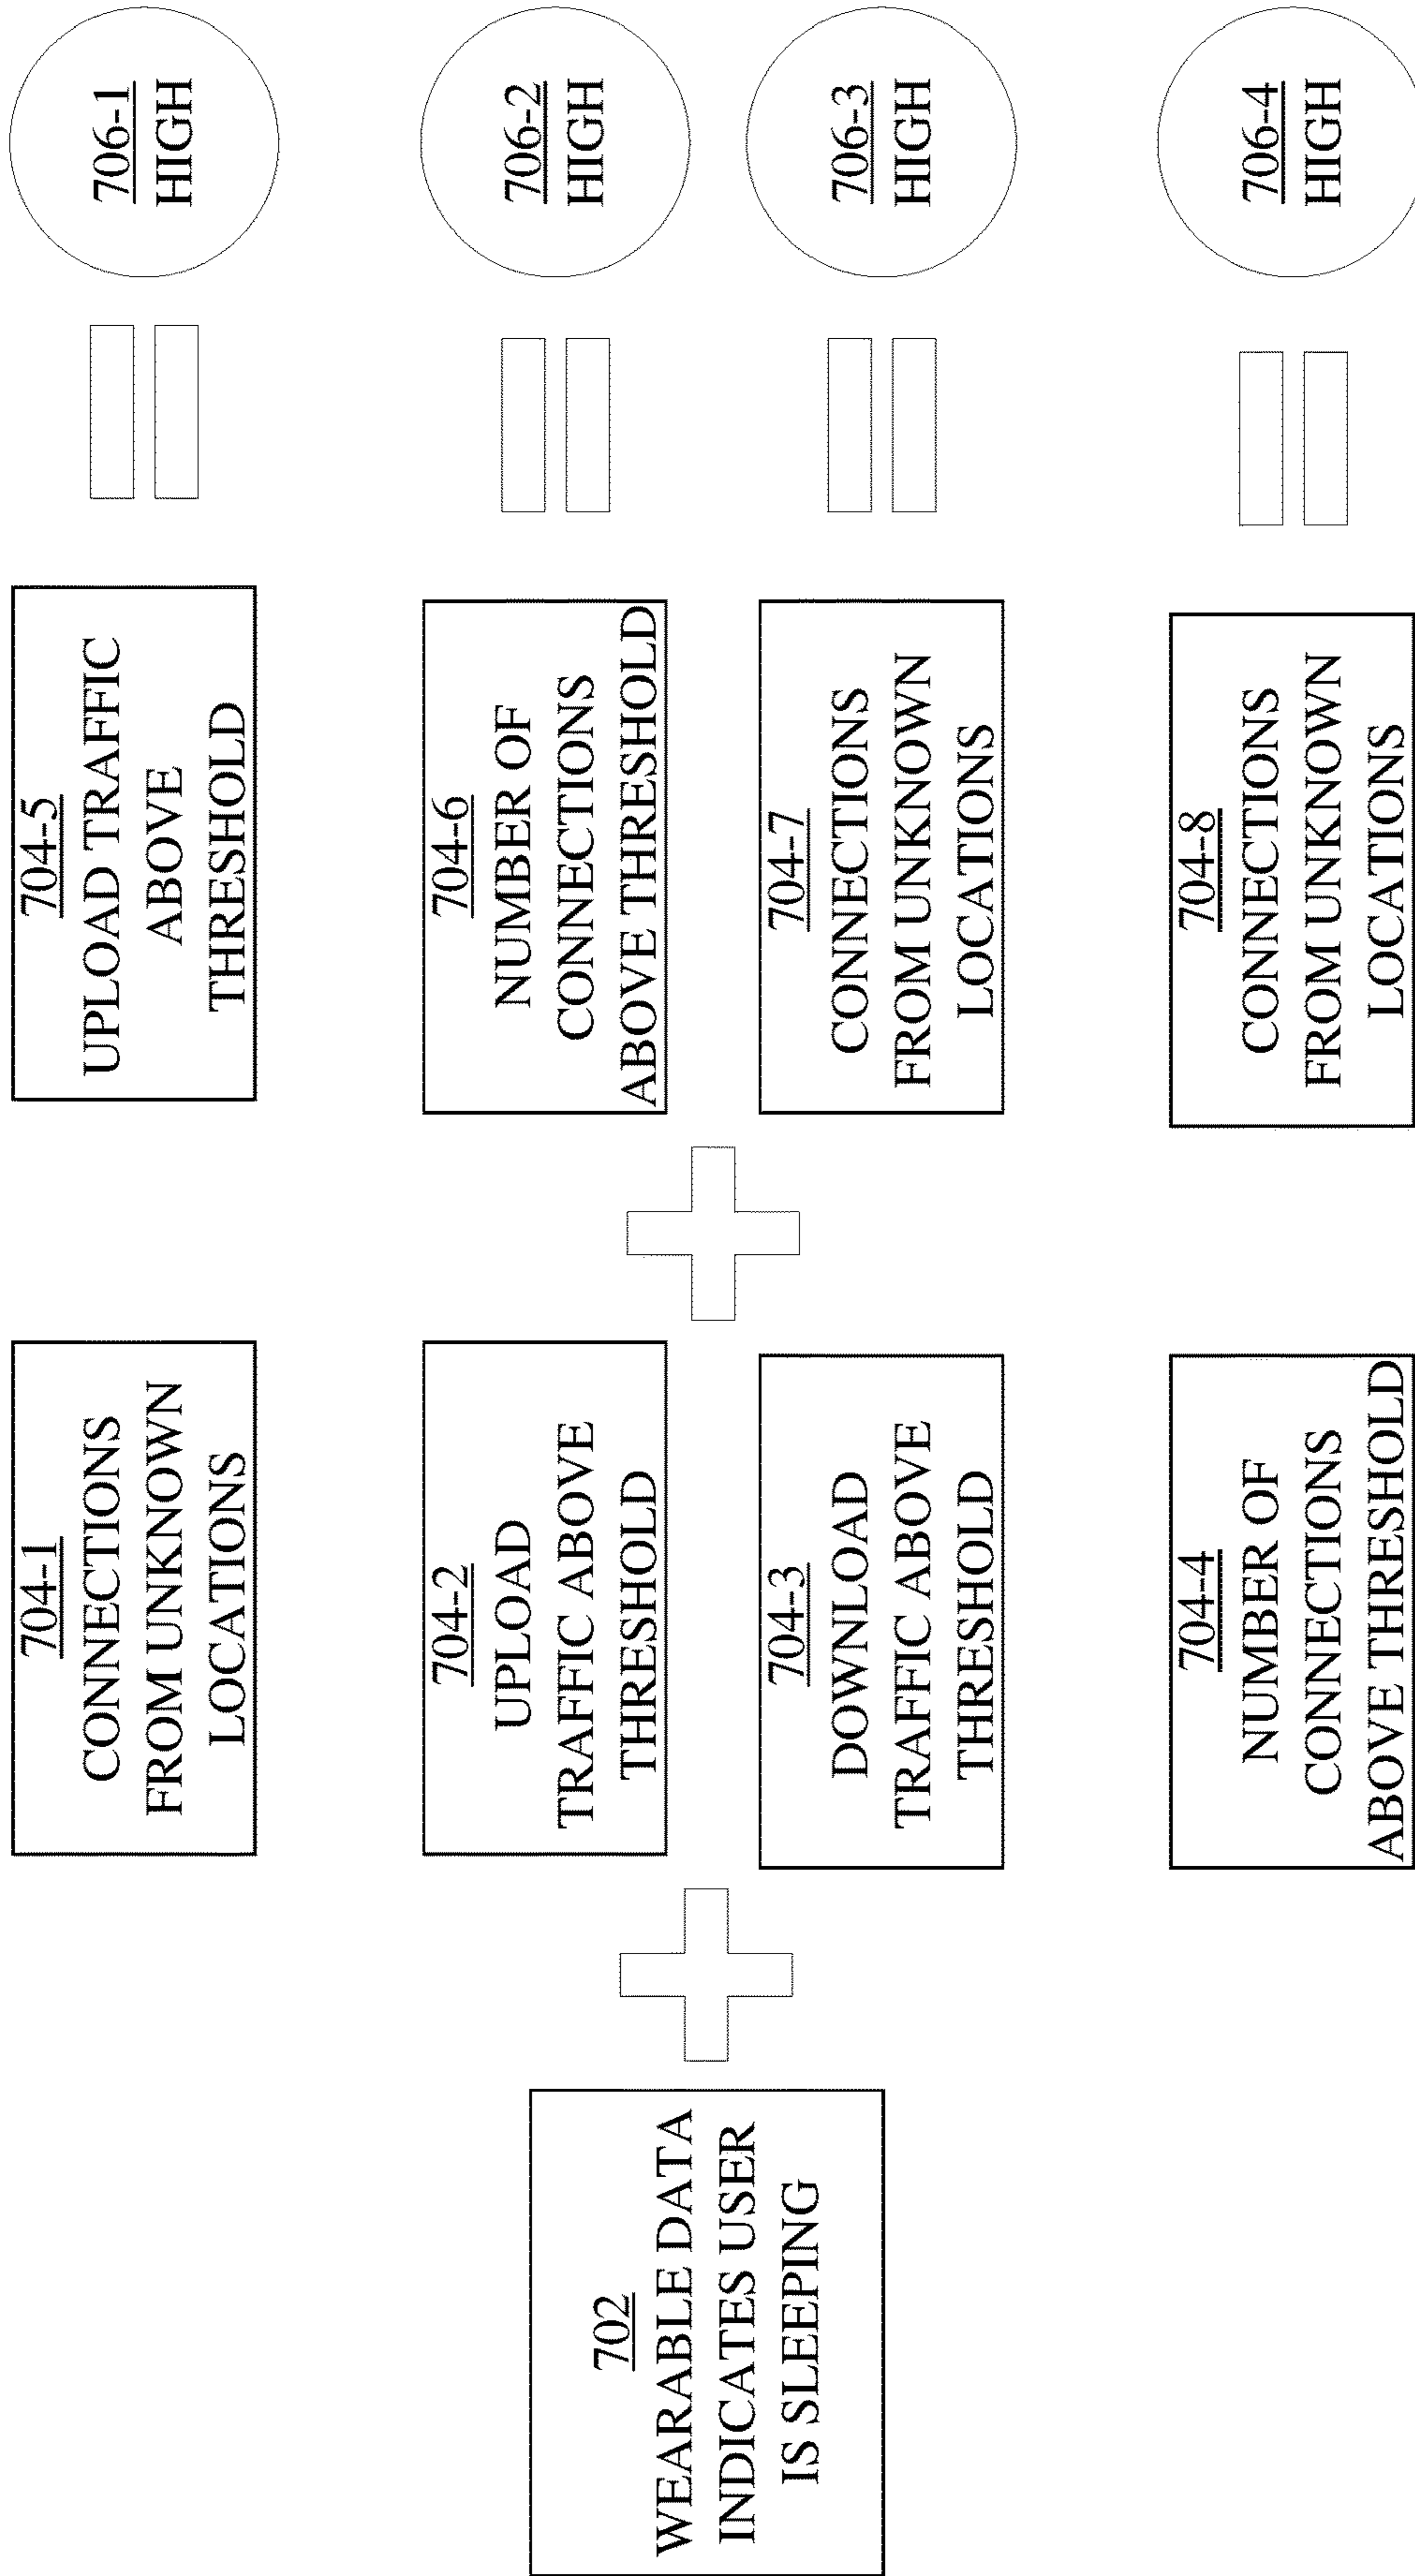 702
WEARABLE DATA
INDICATES USER
IS SLEEPING
704-1
CONNECTIONS
FROM UNKNOWN
LOCATIONS
704-5
UPLOAD TRAFFIC
ABOVE
THRESHOLD
706-1
HIGH
704-2
UPLOAD
TRAFFIC ABOVE
THRESHOLD
704-6
NUMBER OF
CONNECTIONS
ABOVE THRESHOLD
706-2
HIGH
704-3
DOWNLOAD
TRAFFIC ABOVE
THRESHOLD
704-7
CONNECTIONS
FROM UNKNOWN
LOCATIONS
706-3
HIGH
704-4
NUMBER OF
CONNECTIONS
ABOVE THRESHOLD
704-8
CONNECTIONS
FROM UNKNOWN
LOCATIONS
706-4
HIGH